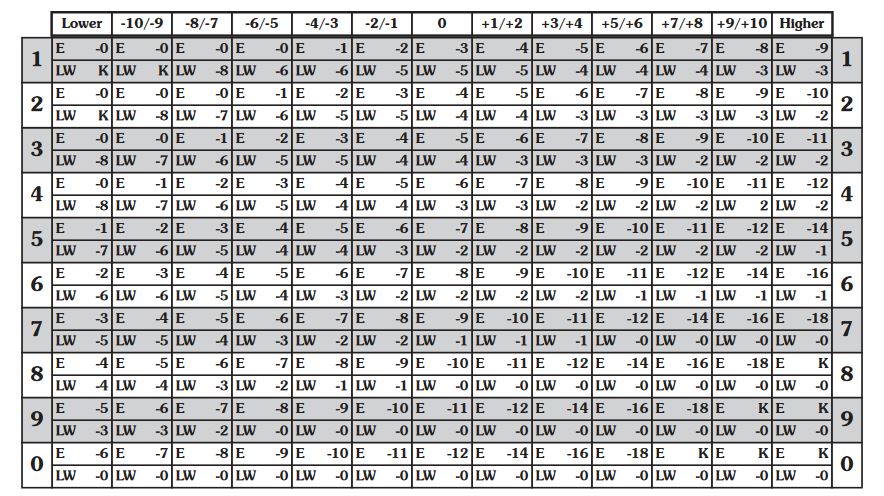 Lower -10/-9 -8/-7 -6/-5 -4/-3 -2/-1 0 +1/+2 +3/+4 +5/+6 +7/+8 +9/+10 Higher
1 E -0 E -0 E -0 E -0 E -1 E -2 E -3 E -4 E -5 E -6 E -7 E -8 E -9 1
LW K LW K LW -8 LW -6 LW -6 LW -5 LW -5 LW -5 LW -4 LW -4 LW -4 LW -3 LW -3
2 E -0 E -0 E -0 E -1 E -2 E -3 E -4 E -5 E -6 E -7 E -8 E -9 E -10 2
LW K LW -8 LW -7 LW -6 LW -5 LW -5 LW -4 LW -4 LW -3 LW -3 LW -3 LW -3 LW -2
3 E -0 E -0 E -1 E -2 E -3 E -4 E -5 E -6 E -7 E -8 E -9 E -10 E -11 3
LW -8 LW -7 LW -6 LW -5 LW -5 LW -4 LW -4 LW -3 LW -3 LW -3 LW -2 LW -2 LW -2
4 E -0 E -1 E -2 E -3 E -4 E -5 E -6 E -7 E -8 E -9 E -10 E -11 E -12 4
LW -8 LW -7 LW -6 LW -5 LW -4 LW -4 LW -3 LW -3 LW -2 LW -2 LW -2 LW 2 LW -2
5 E -1 E -2 E -3 E -4 E -5 E -6 E -7 E -8 E -9 E -10 E -11 E -12 E -14 5
LW -7 LW -6 LW -5 LW -4 LW -4 LW -3 LW -2 LW -2 LW -2 LW -2 LW -2 LW -2 LW -1
6 E -2 E -3 E -4 E -5 E -6 E -7 E -8 E -9 E -10 E -11 E -12 E -14 E -16 6
LW -6 LW -6 LW -5 LW -4 LW -3 LW -2 LW -2 LW -2 LW -2 LW -1 LW -1 LW -1 LW -1
7 E -3 E -4 E -5 E -6 E -7 E -8 E -9 E -10 E -11 E -12 E -14 E -16 E -18 7
LW -5 LW -5 LW -4 LW -3 LW -2 LW -2 LW -1 LW -1 LW -1 LW -0 LW -0 LW -0 LW -0
8 E -4 E -5 E -6 E -7 E -8 E -9 E -10 E -11 E -12 E -14 E -16 E -18 E K 8
LW -4 LW -4 LW -3 LW -2 LW -1 LW -1 LW -0 LW -0 LW -0 LW -0 LW -0 LW -0 LW -0
9 E -5 E -6 E -7 E -8 E -9 E -10 E -11 E -12 E -14 E -16 E -18 E K E K 9
LW -3 LW -3 LW -2 LW -0 LW -0 LW -0 LW -0 LW -0 LW -0 LW -0 LW -0 LW -0 LW -0
0 E -6 E -7 E -8 E -9 E -10 E -11 E -12 E -14 E -16 E -18 E K E K E K 0
LW -0 LW -0 LW -0 LW -0 LW -0 LW -0 LW -0 LW -0 LW -0 LW -0 LW -0 LW -0 LW -0